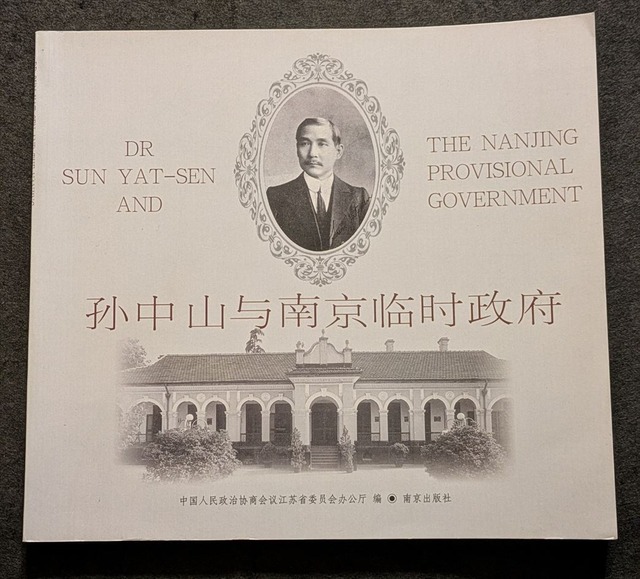 DR
SUN YAT-SEN
AND
THE NANJING
PROVISIONAL
GOVERNMENT
孙中山与南京临时政府
中国人民政治协商会议江苏省委员会办公厅 编 ◉ 南京出版社